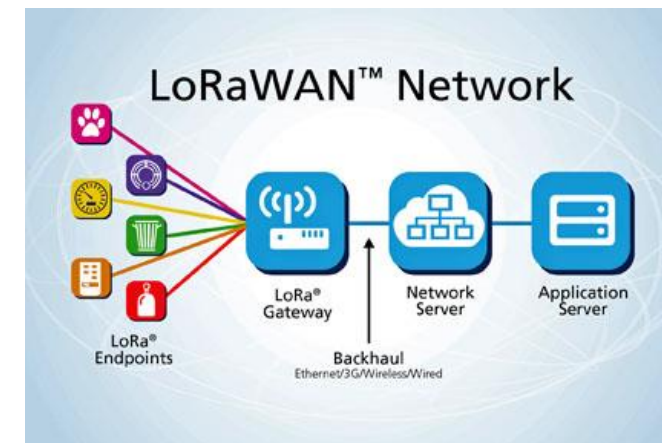 LoRaWAN™ Network
LoRa®
Gateway
Network
Server
Application
Server
LoRa®
Endpoints
Backhaul
Ethernet/3G/Wireless/Wired